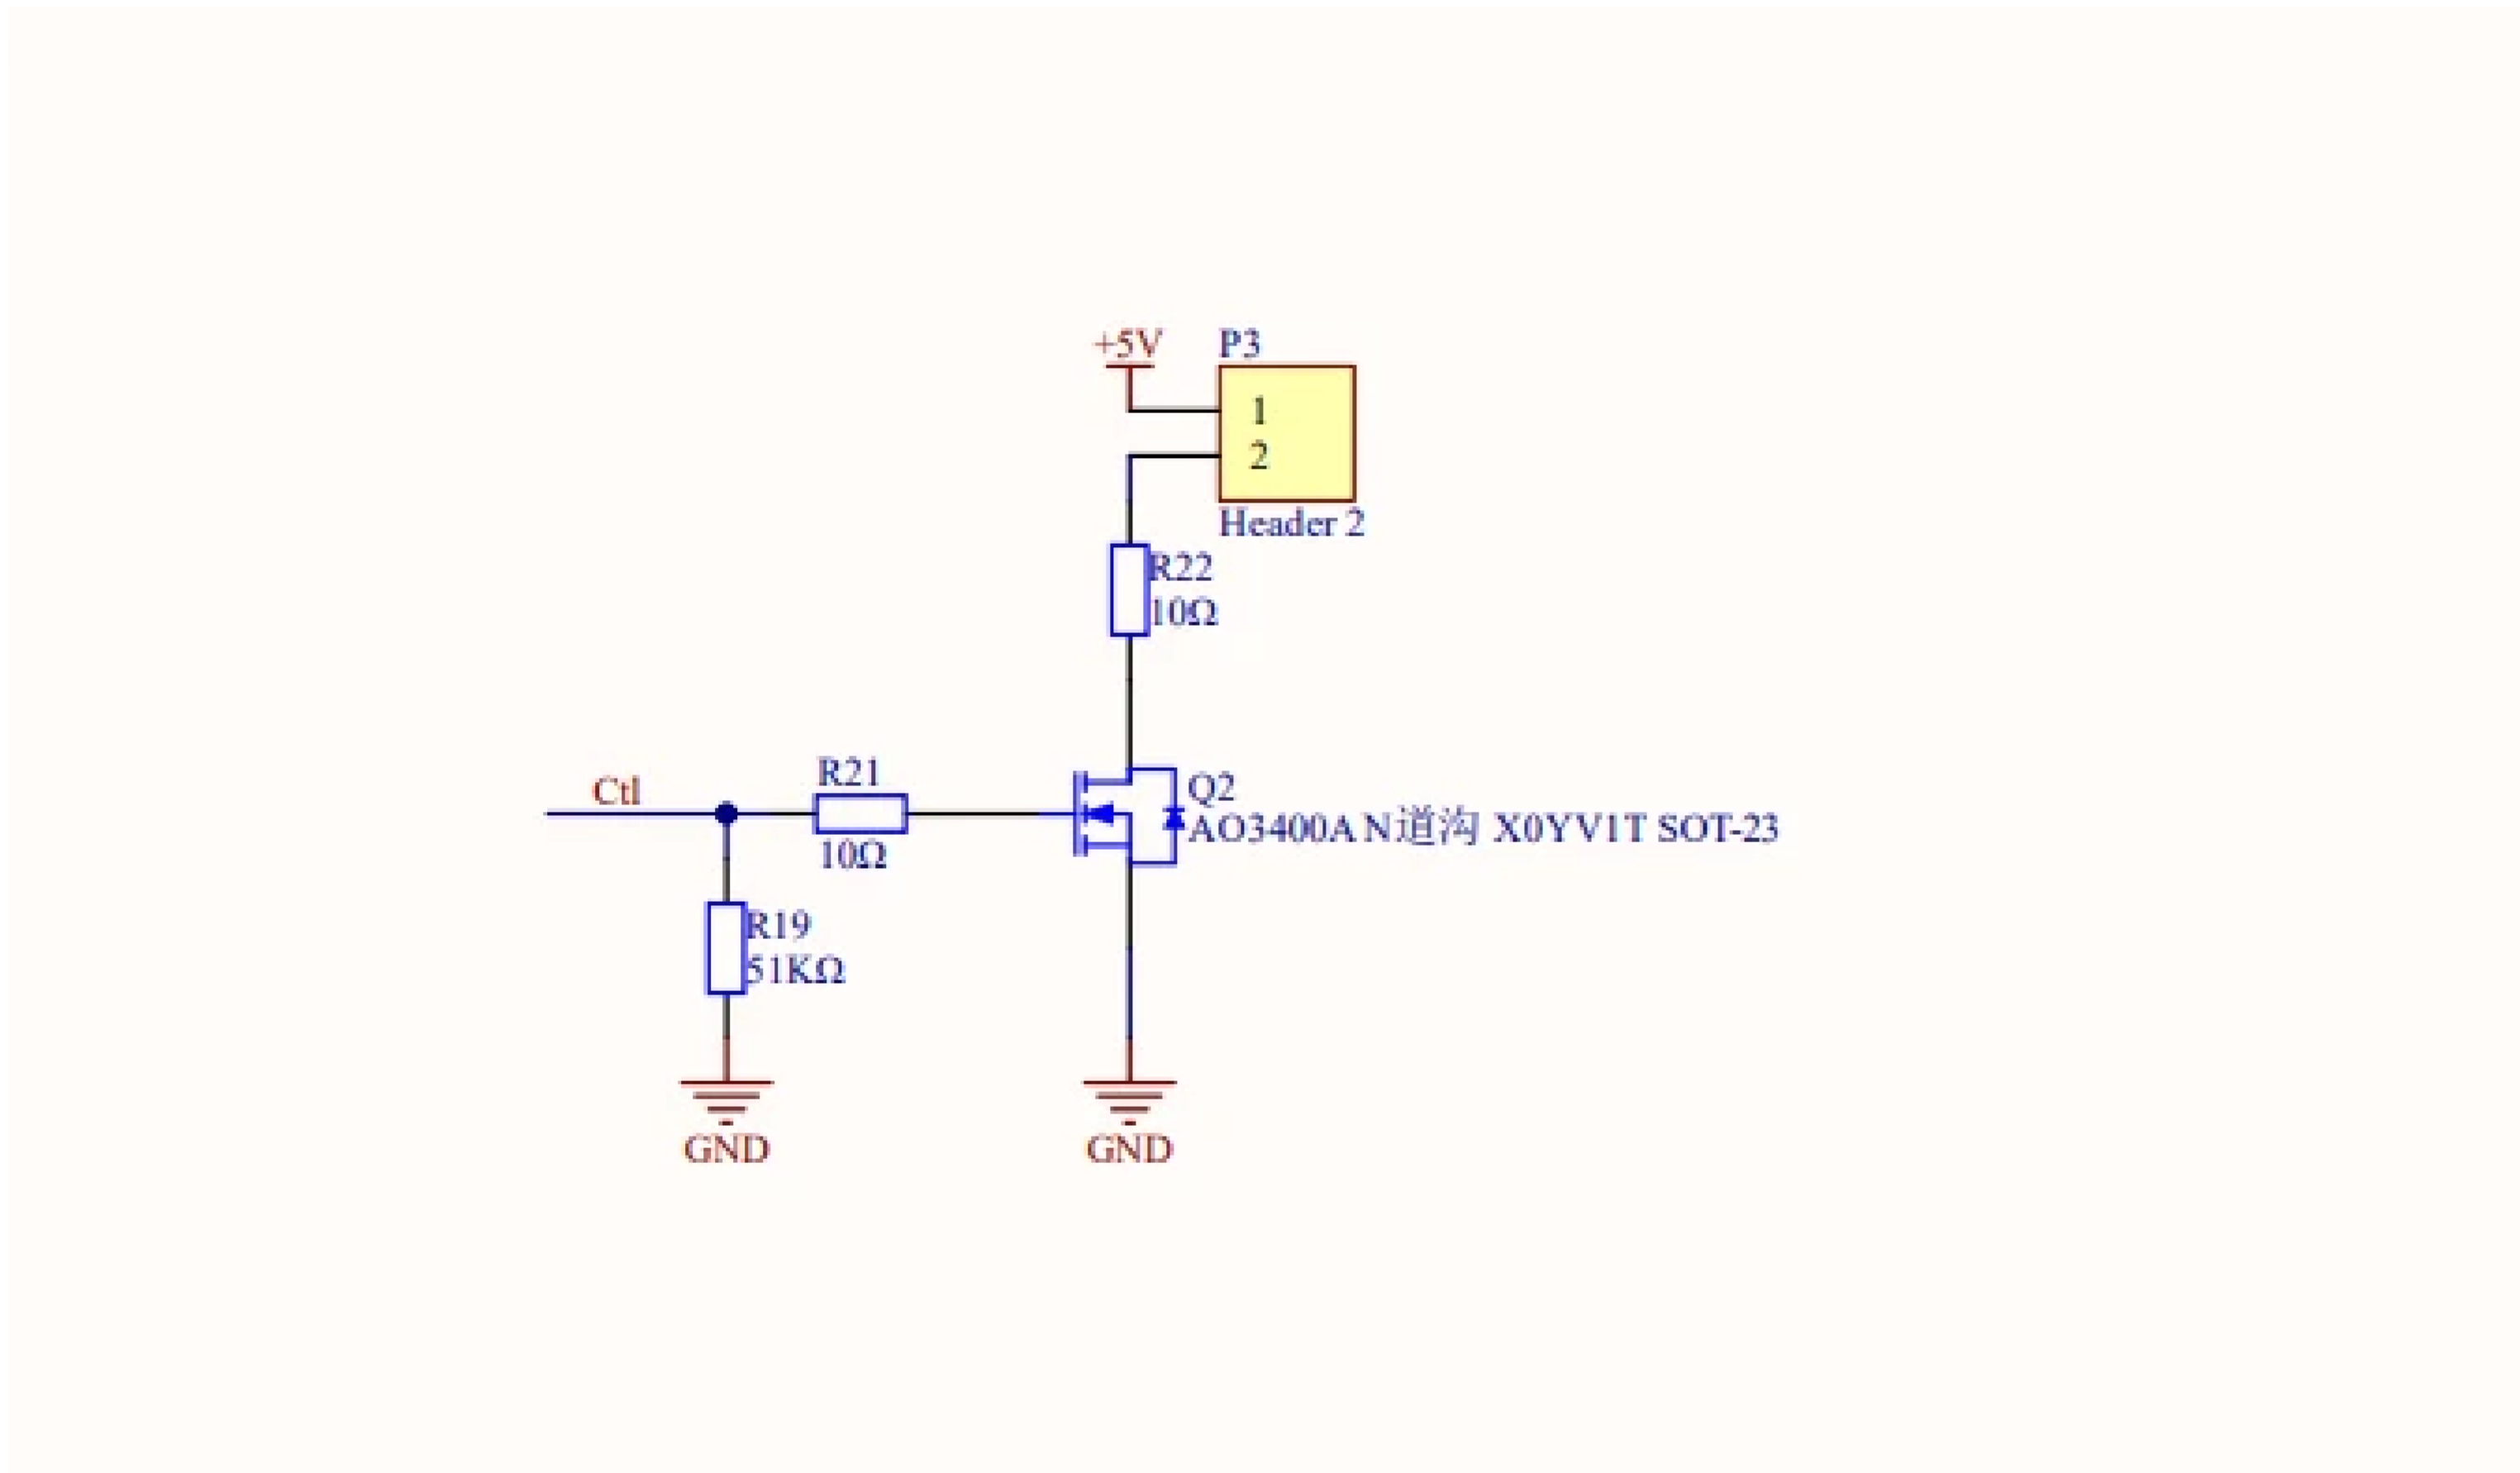 +5V
P3
1
2
Header 2
R22
10Ω
Ctl
R21
10Ω
Q2
AO3400A N道沟 X0YV1T SOT-23
R19
51KΩ
GND
GND